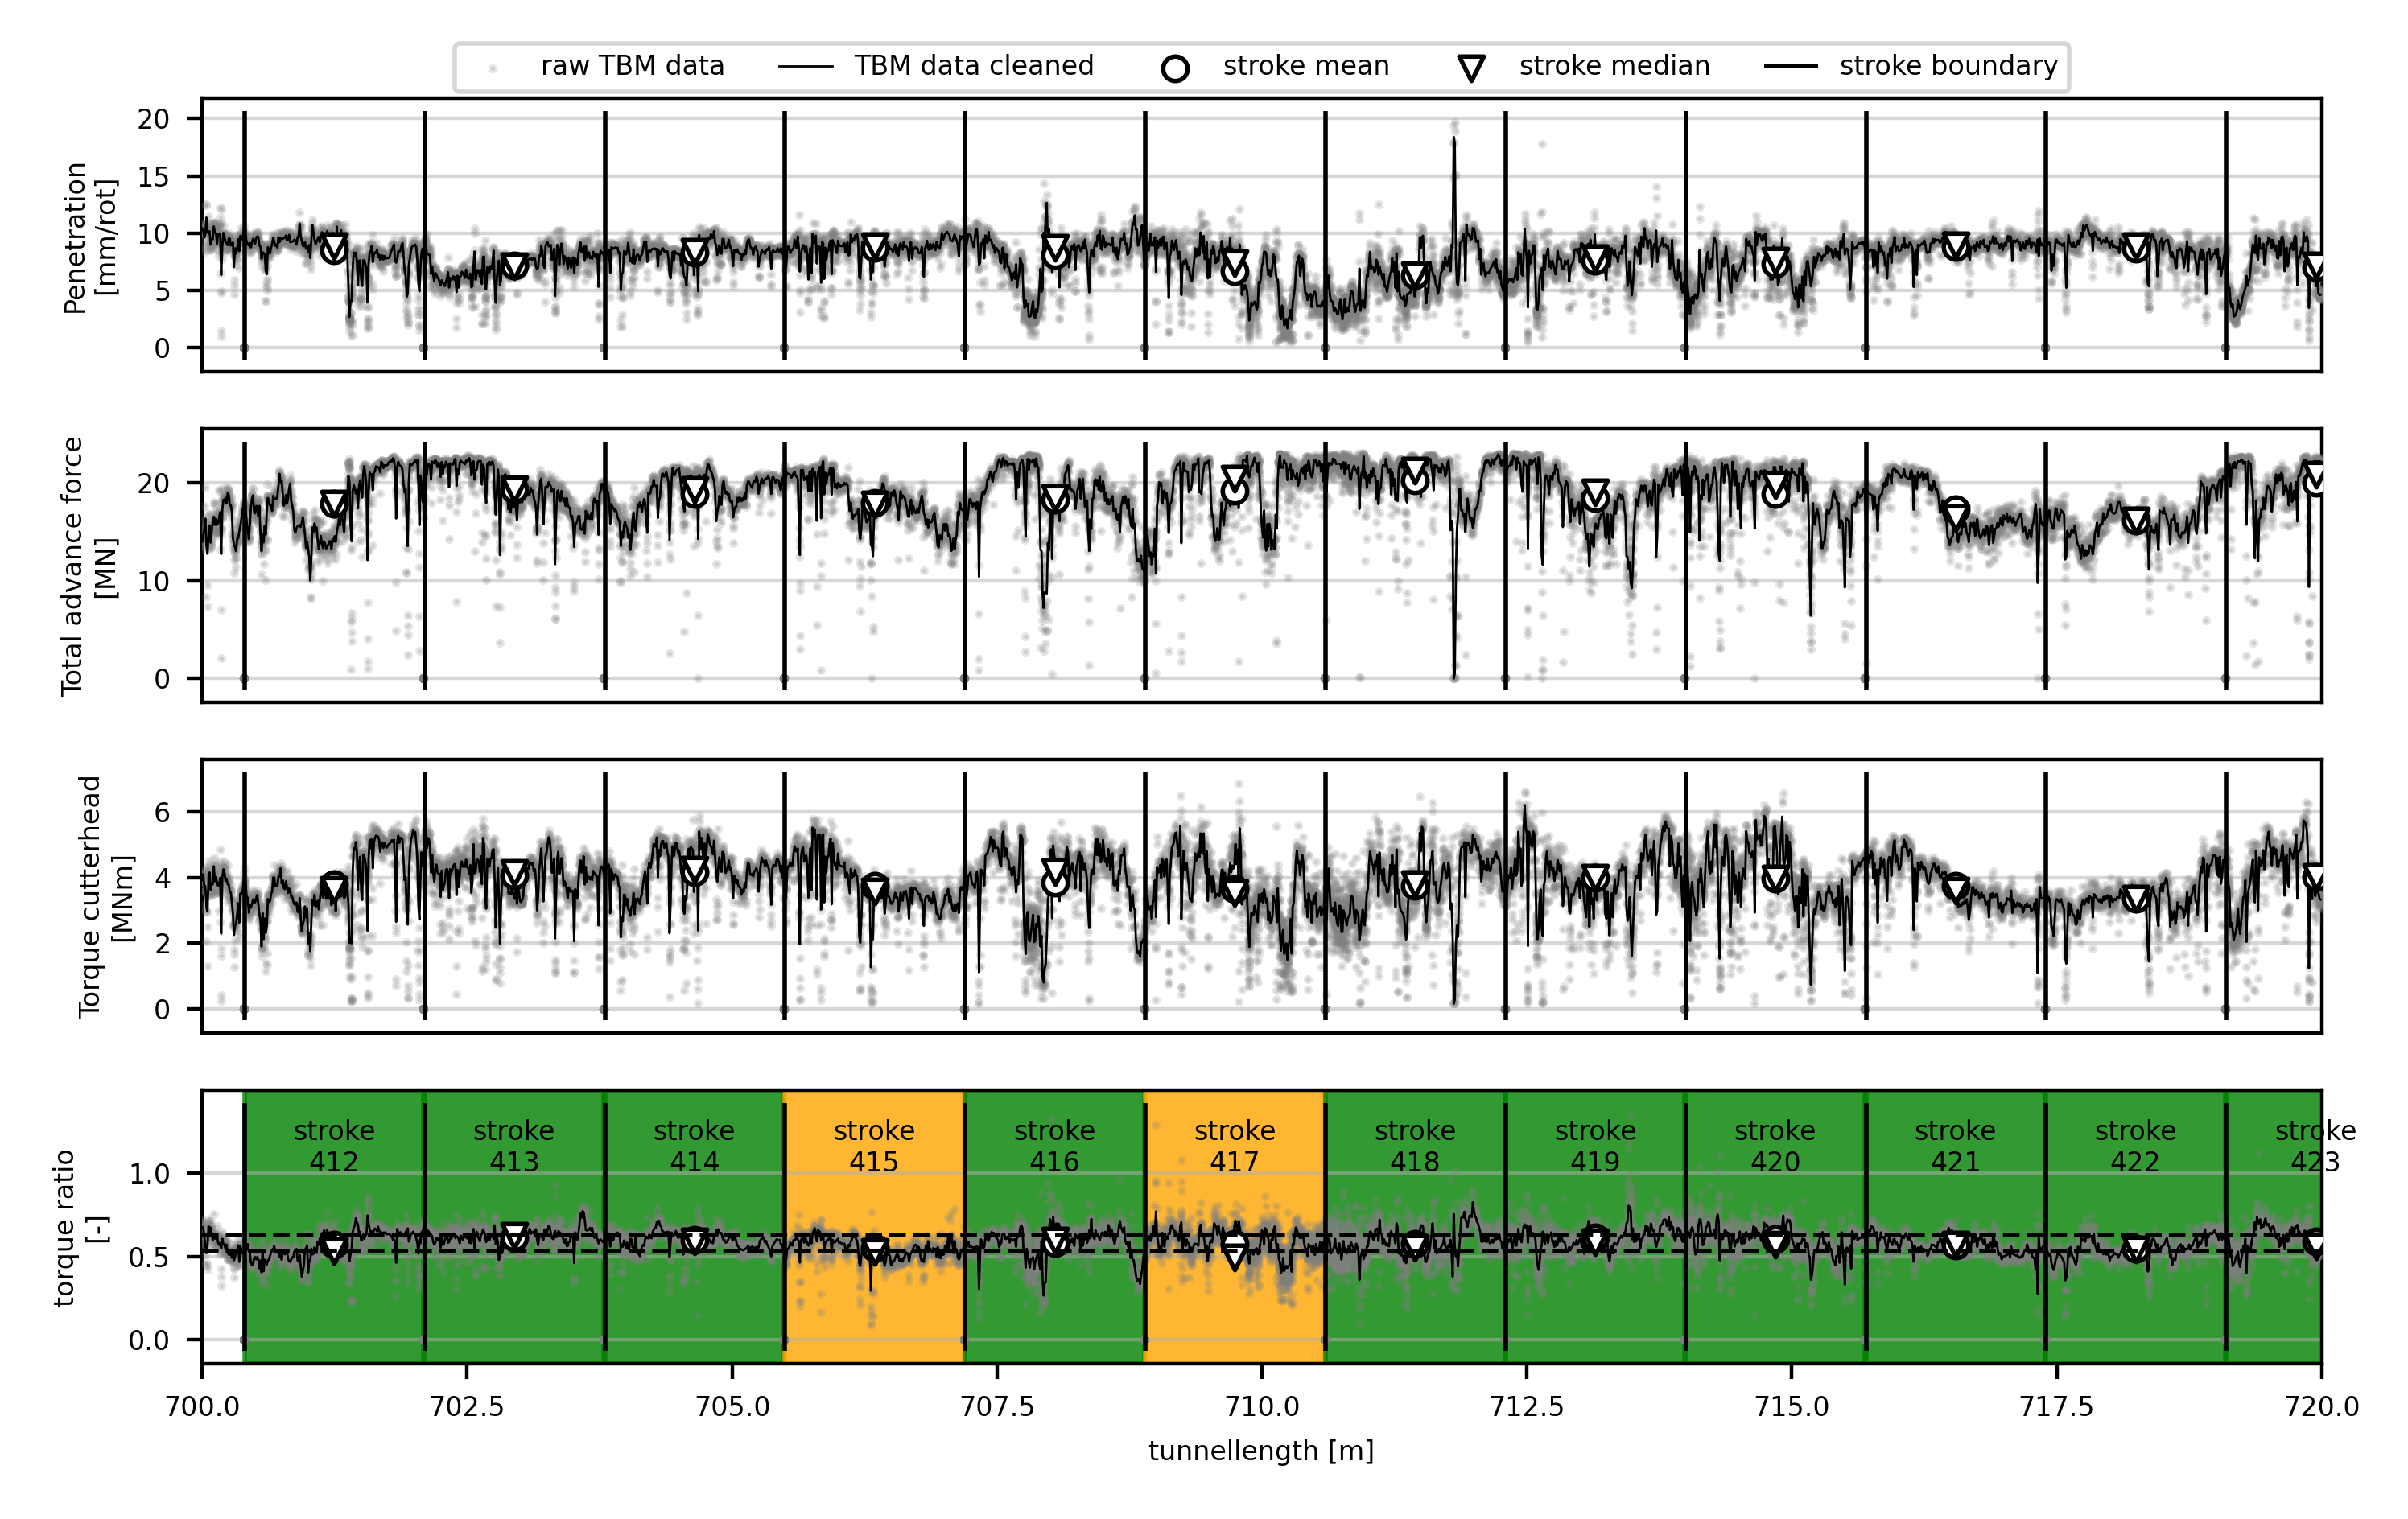 raw TBM data TBM data cleaned stroke mean stroke median stroke boundary
Penetration
[mm/rot]
20
15
10
5
0
Total advance force
[MN]
20
10
0
Torque cutterhead
[MNm]
6
4
2
0
torque ratio
[-]
1.0
0.5
0.0
stroke stroke stroke stroke stroke stroke stroke stroke stroke stroke stroke stroke
412 413 414 415 416 417 418 419 420 421 422 423
700.0 702.5 705.0 707.5 710.0 712.5 715.0 717.5 720.0
tunnellength [m]